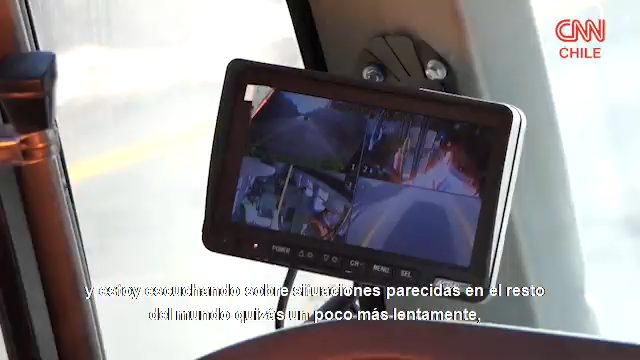 CNN
CHILE
POWER
CH
MENU
SEL
y estoy escuchando sobre situaciones parecidas en el resto
del mundo quizás un poco más lentamente,